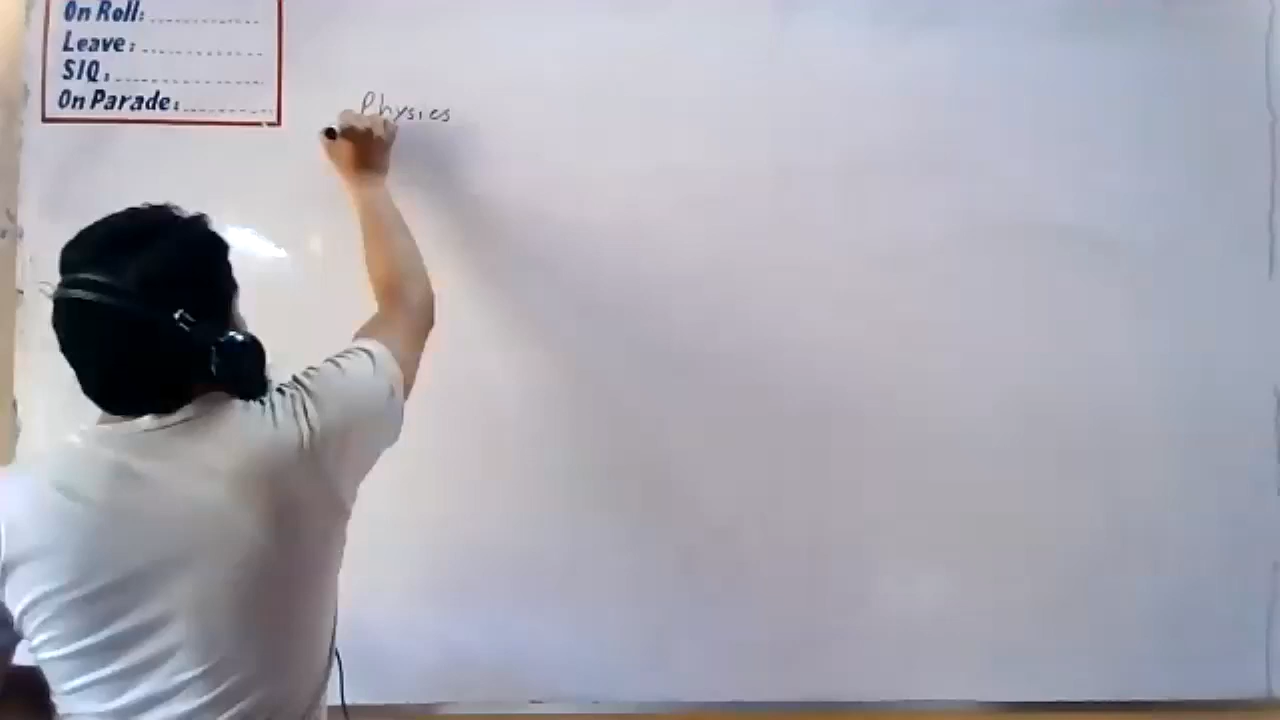 On Roll: ....................
Leave: ....................
SIQ: ....................
On Parade: ....................
Physics